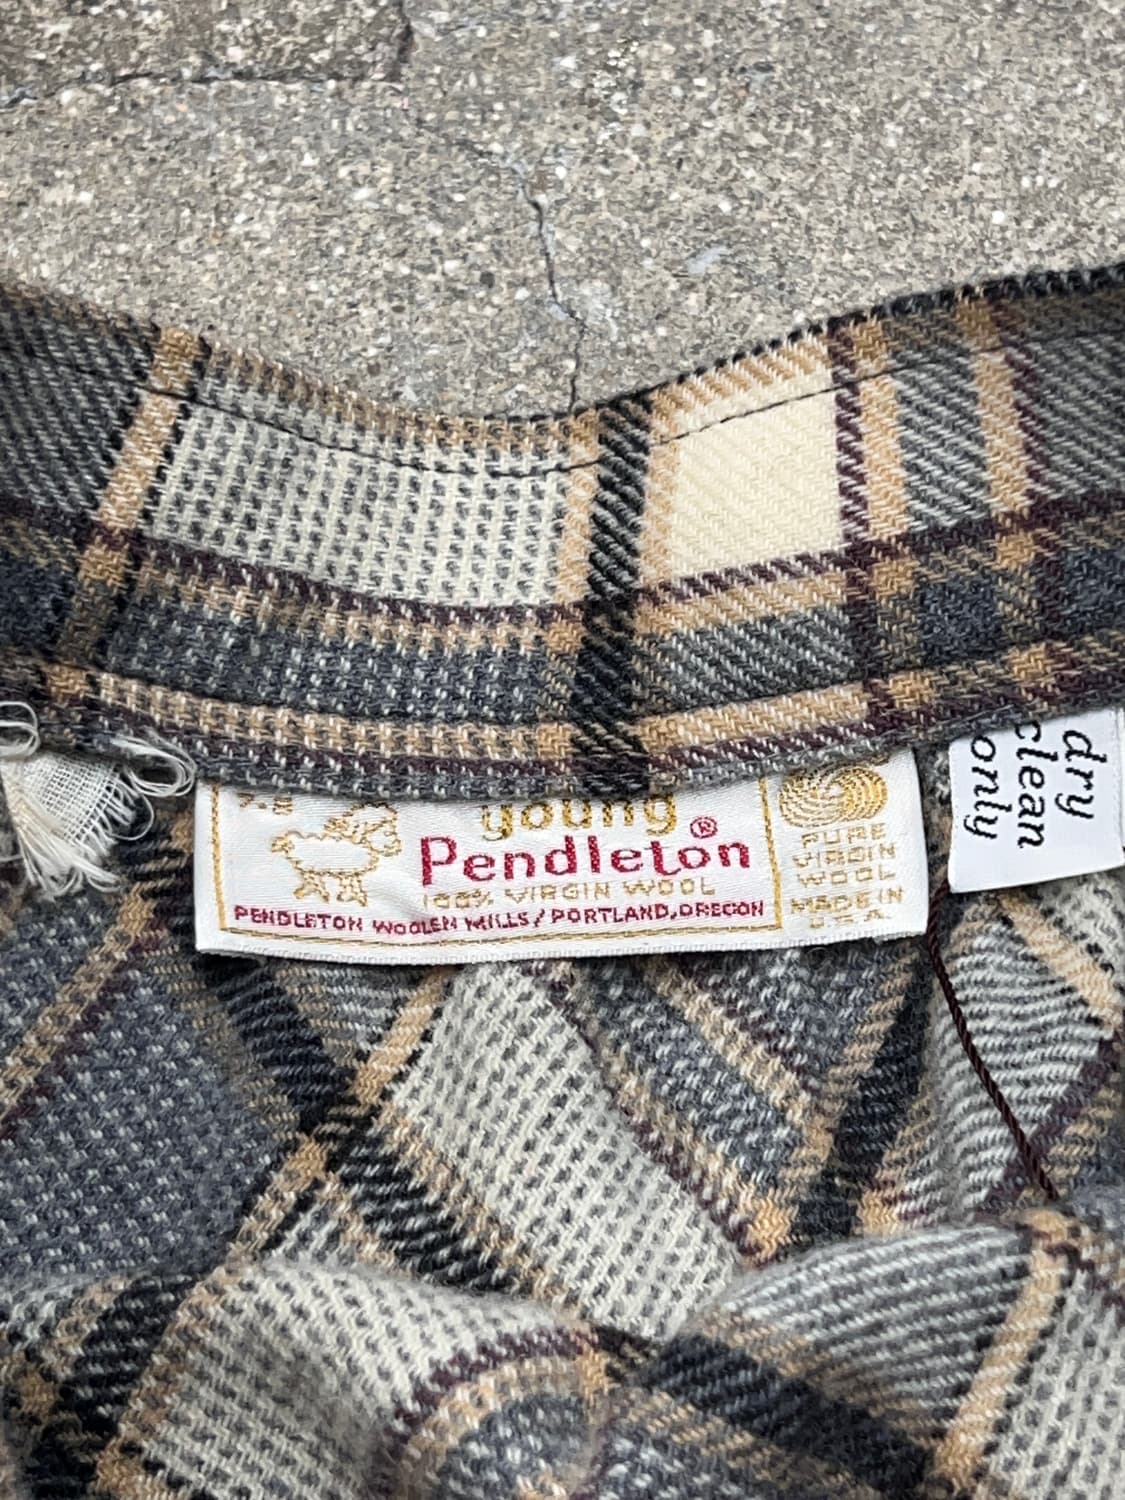 young
Pendleton®
100% VIRGIN WOOL
PENDLETON WOOLEN MILLS/PORTLAND, OREGON
PURE
VIRGIN
WOOL
MADE IN
U.S.A.
dry
clean
only